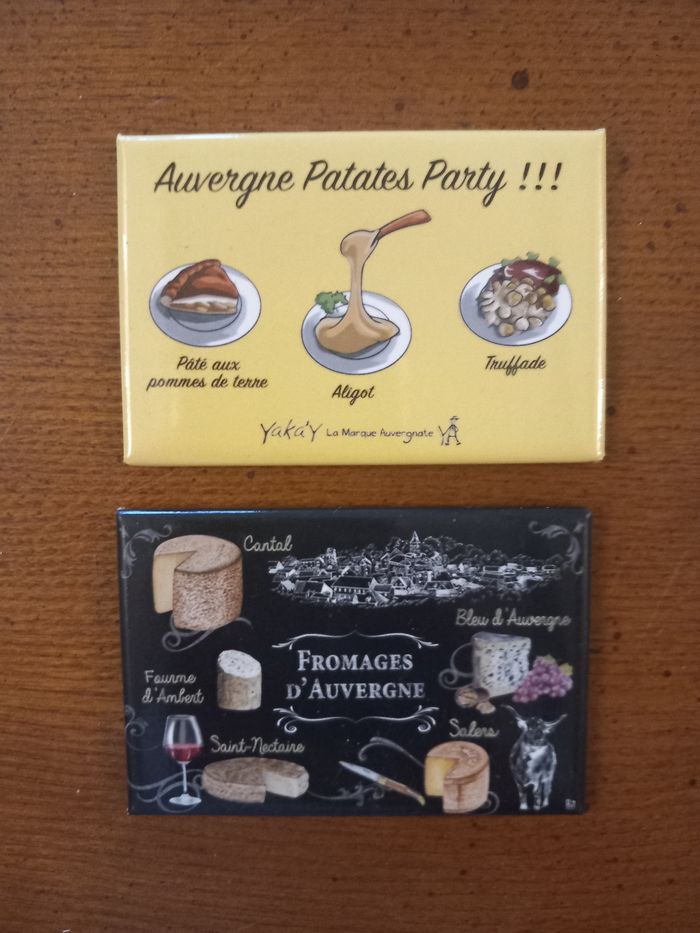 Auvergne Patates Party !!!
Pâté aux
pommes de terre
Aligot
Truffade
Yaka'Y La Marque Auvergnate
Cantal
Bleu d'Auvergne
FROMAGES
D'AUVERGNE
Fourme
d'Ambert
Saint-Nectaire
Salers